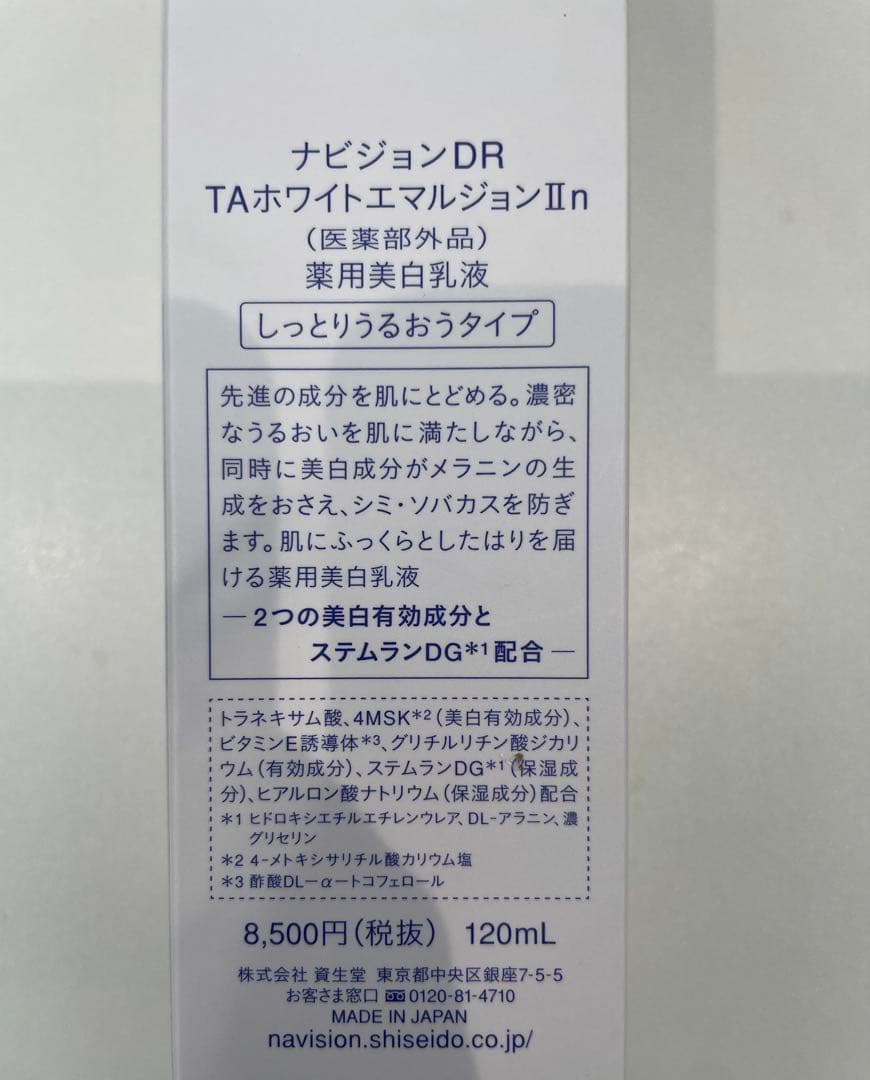 ナビジョンDR
TAホワイトエマルジョンⅡn
(医薬部外品)
薬用美白乳液
しっとりうるおうタイプ
先進の成分を肌にとどめる。濃密
なうるおいを肌に満たしながら、
同時に美白成分がメラニンの生
成をおさえ、シミ・ソバカスを防ぎ
ます。肌にふっくらとしたはりを届
ける薬用美白乳液
― 2つの美白有効成分と
ステムランDG*1配合 ―
トラネキサム酸、4MSK*2(美白有効成分)、
ビタミンE誘導体*3、グリチルリチン酸ジカリ
ウム(有効成分)、ステムランDG*1(保湿成
分)、ヒアルロン酸ナトリウム(保湿成分)配合
*1 ヒドロキシエチルエチレンウレア、DL-アラニン、濃
グリセリン
*2 4-メトキシサリチル酸カリウム塩
*3 酢酸DL-α-トコフェロール
8,500円(税抜) 120mL
株式会社 資生堂 東京都中央区銀座7-5-5
お客さま窓口 0120-81-4710
MADE IN JAPAN
navision.shiseido.co.jp/